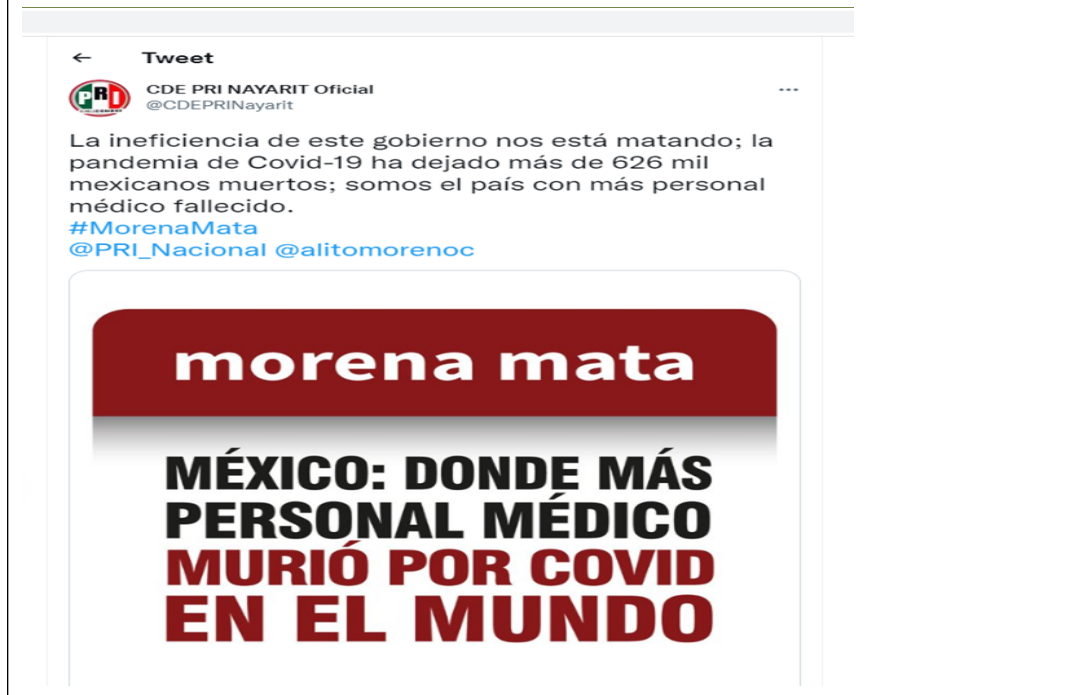 ← Tweet
PRI
CDE PRI NAYARIT Oficial
@CDEPRINayarit
...
La ineficiencia de este gobierno nos está matando; la
pandemia de Covid-19 ha dejado más de 626 mil
mexicanos muertos; somos el país con más personal
médico fallecido.
#MorenaMata
@PRI_Nacional @alitomorenoc
morena mata
MÉXICO: DONDE MÁS
PERSONAL MÉDICO
MURIÓ POR COVID
EN EL MUNDO